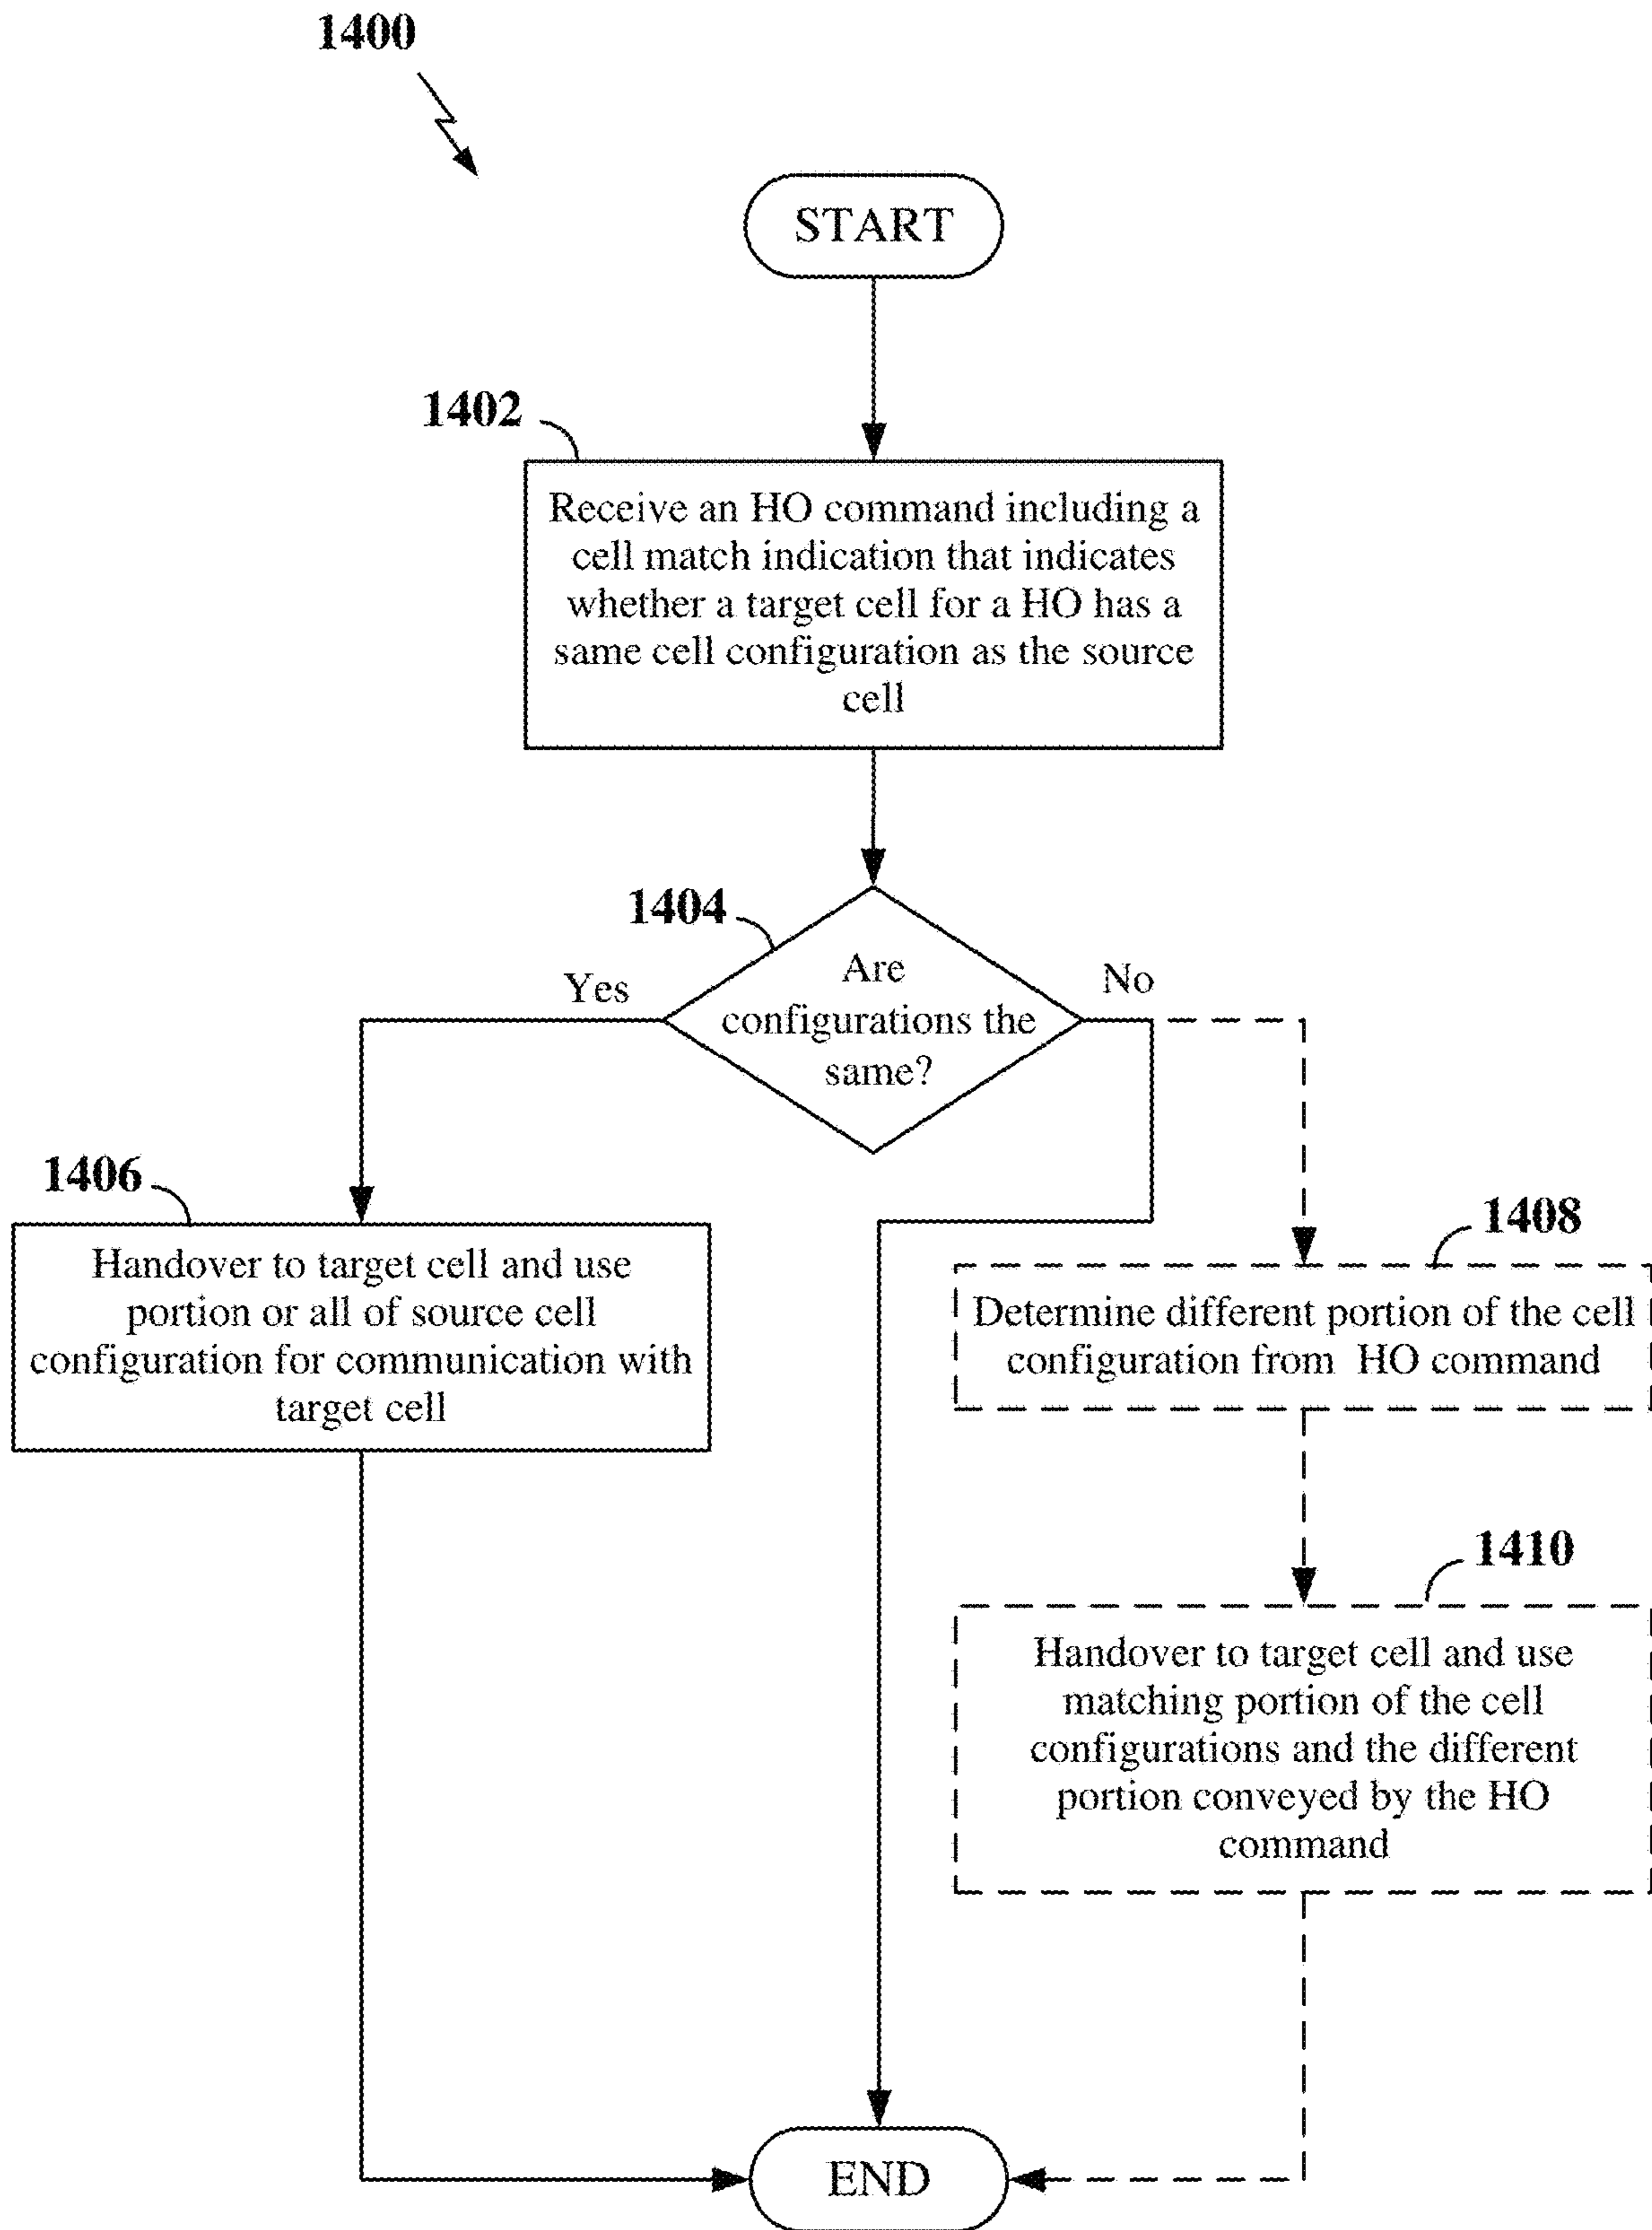 1400
START
1402
Receive an HO command including a
cell match indication that indicates
whether a target cell for a HO has a
same cell configuration as the source
cell
1404
Are
configurations the
same?
Yes
No
1406
Handover to target cell and use
portion or all of source cell
configuration for communication with
target cell
1408
Determine different portion of the cell
configuration from HO command
1410
Handover to target cell and use
matching portion of the cell
configurations and the different
portion conveyed by the HO
command
END